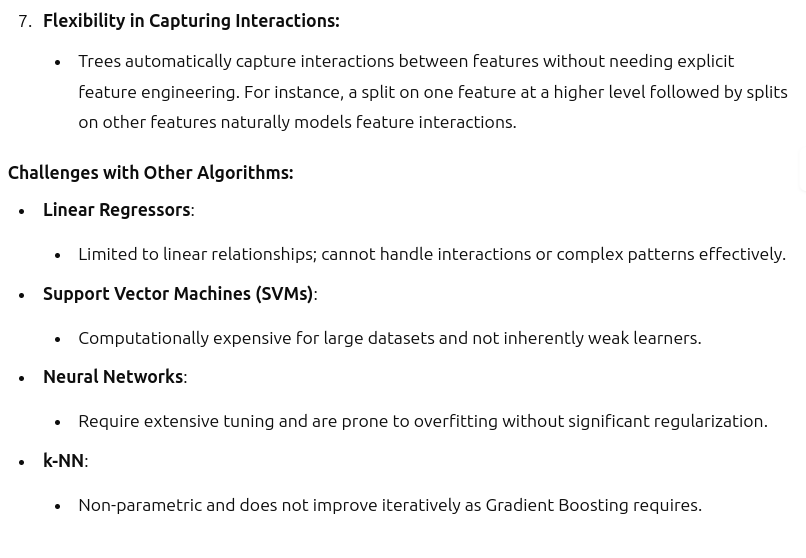 7. Flexibility in Capturing Interactions:
• Trees automatically capture interactions between features without needing explicit
feature engineering. For instance, a split on one feature at a higher level followed by splits
on other features naturally models feature interactions.
Challenges with Other Algorithms:
• Linear Regressors:
• Limited to linear relationships; cannot handle interactions or complex patterns effectively.
• Support Vector Machines (SVMs):
• Computationally expensive for large datasets and not inherently weak learners.
• Neural Networks:
• Require extensive tuning and are prone to overfitting without significant regularization.
• k-NN:
• Non-parametric and does not improve iteratively as Gradient Boosting requires.